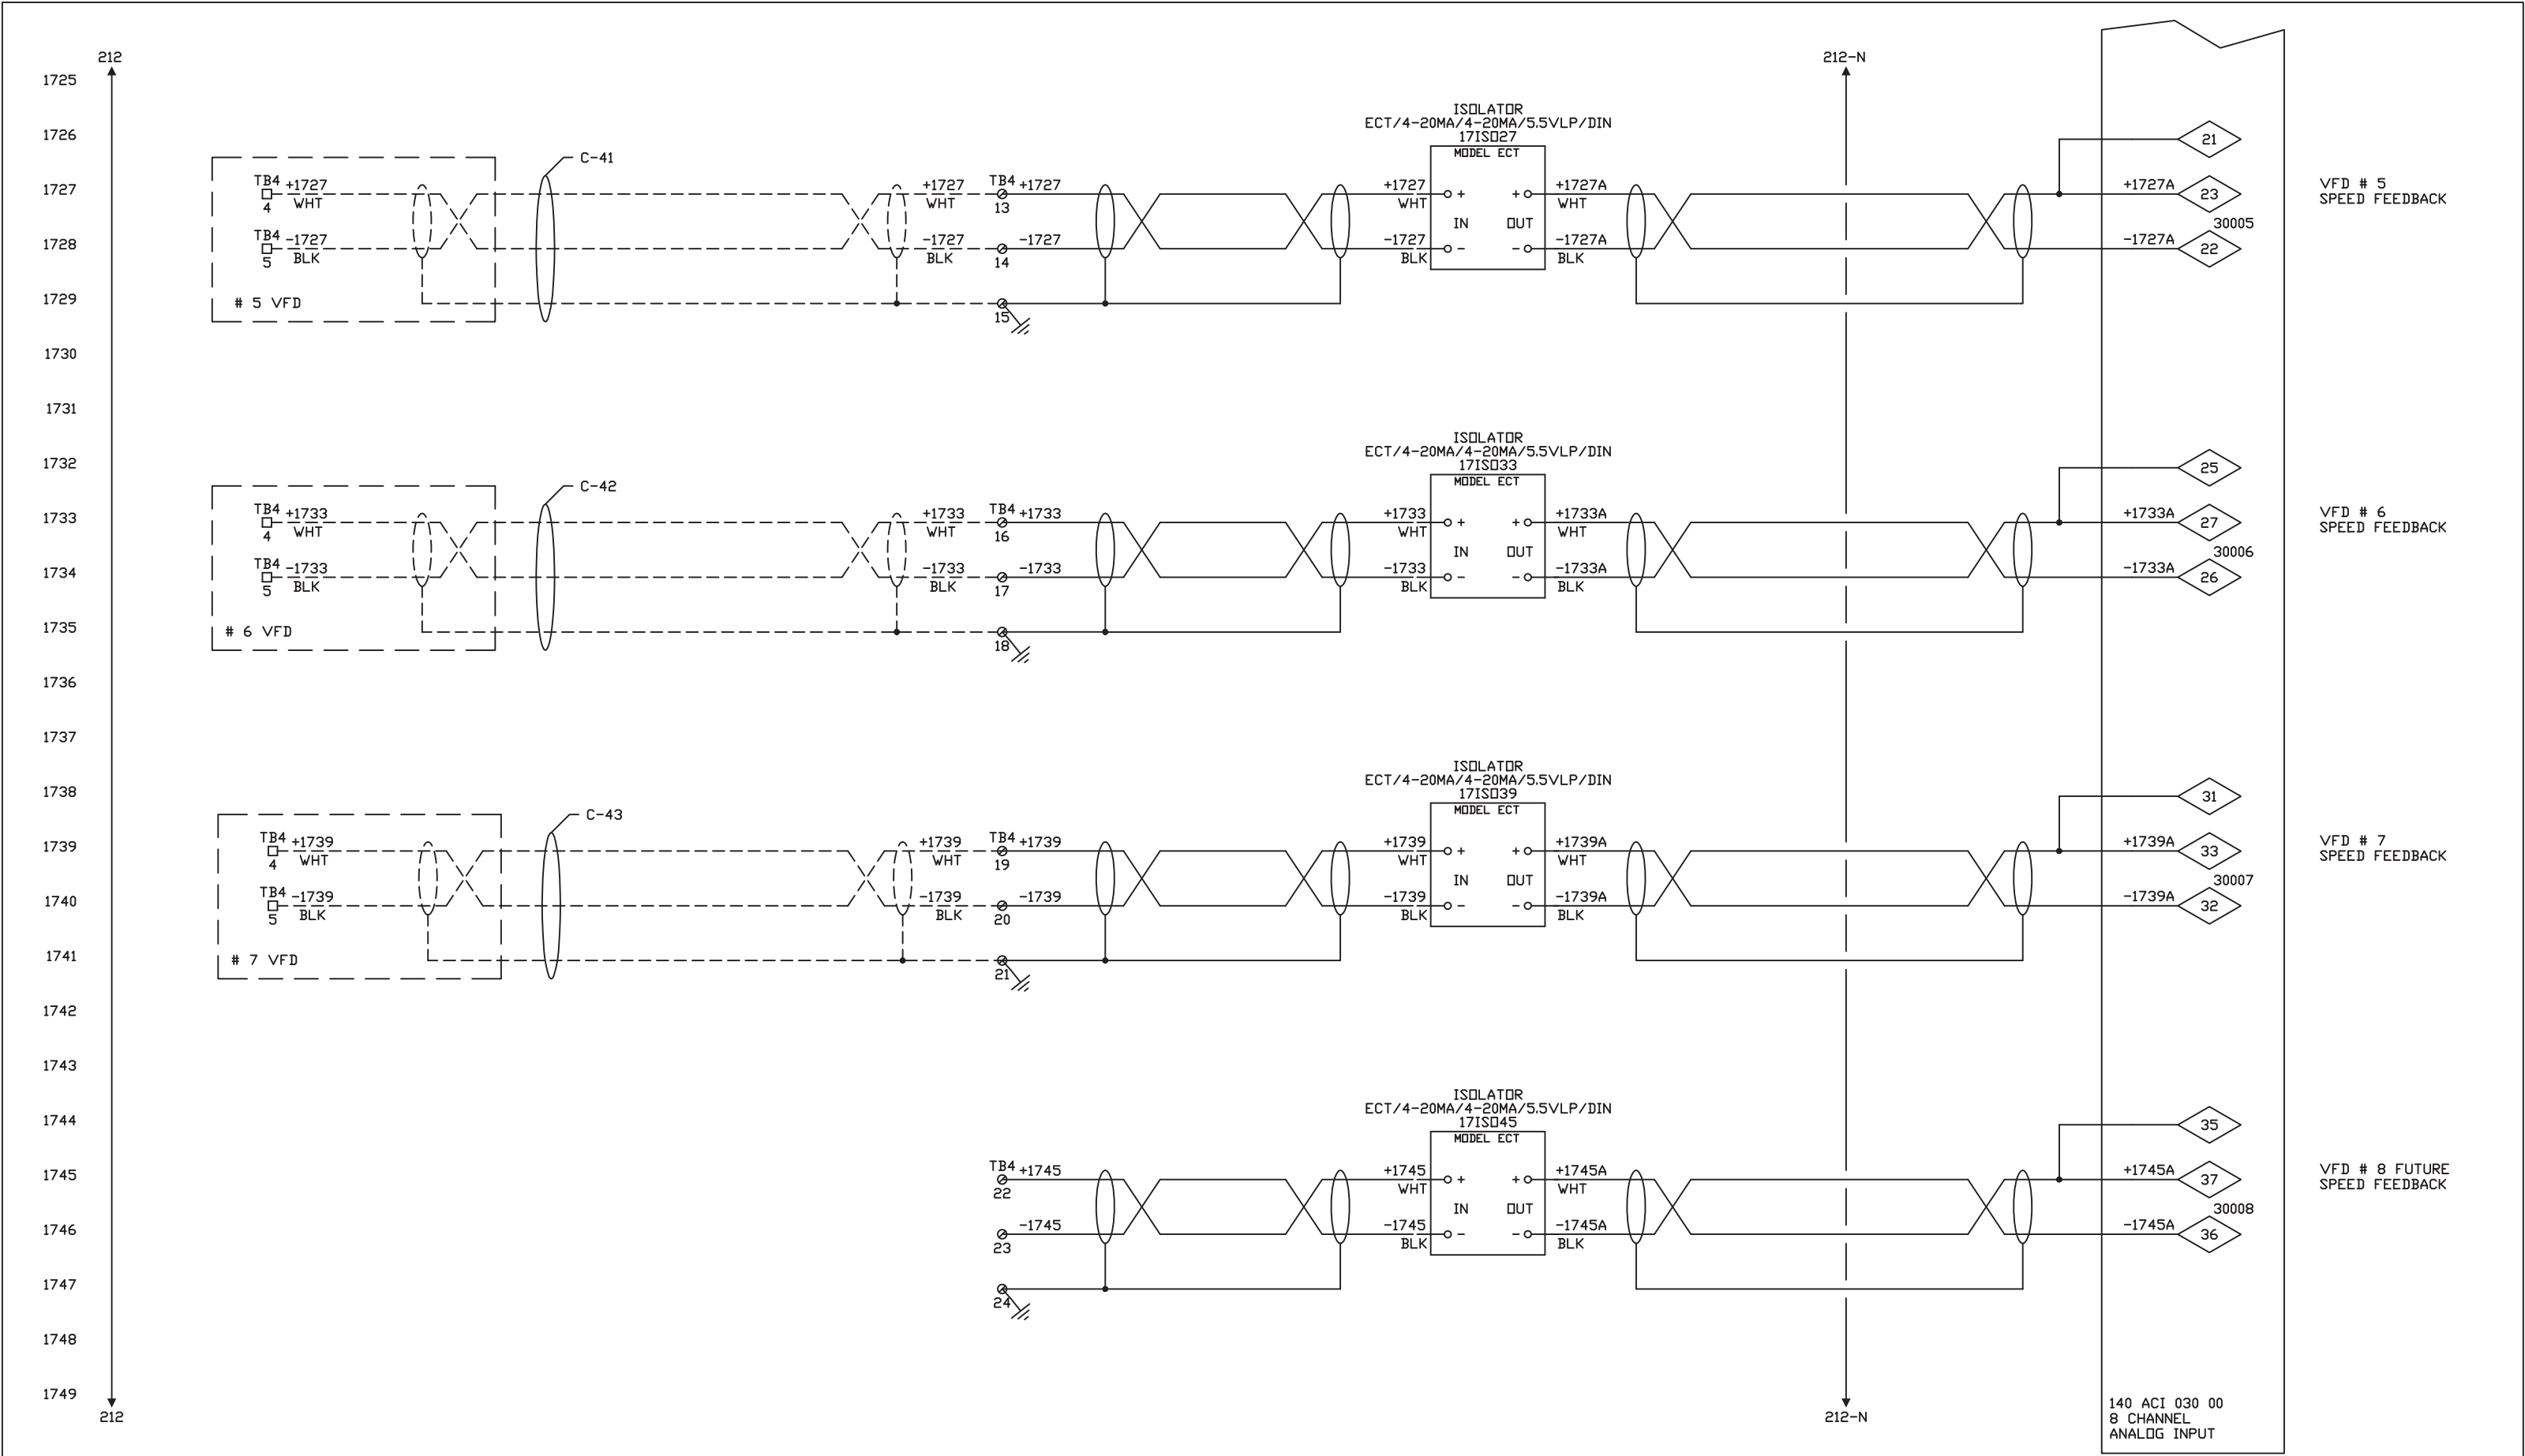 212
212-N
1725
1726
1727
1728
1729
1730
1731
1732
1733
1734
1735
1736
1737
1738
1739
1740
1741
1742
1743
1744
1745
1746
1747
1748
1749
212
212-N
ISOLATOR
ECT/4-20MA/4-20MA/5.5VLP/DIN
17ISO27
MODEL ECT
C-41
TB4 +1727
4 WHT
TB4 -1727
5 BLK
# 5 VFD
+1727 TB4 +1727
WHT 13
-1727 -1727
BLK 14
15
+1727 + + +1727A
WHT WHT
IN OUT
-1727 - - -1727A
BLK BLK
21
+1727A 23
30005
-1727A 22
VFD # 5
SPEED FEEDBACK
ISOLATOR
ECT/4-20MA/4-20MA/5.5VLP/DIN
17ISO33
MODEL ECT
C-42
TB4 +1733
4 WHT
TB4 -1733
5 BLK
# 6 VFD
+1733 TB4 +1733
WHT 16
-1733 -1733
BLK 17
18
+1733 + + +1733A
WHT WHT
IN OUT
-1733 - - -1733A
BLK BLK
25
+1733A 27
30006
-1733A 26
VFD # 6
SPEED FEEDBACK
ISOLATOR
ECT/4-20MA/4-20MA/5.5VLP/DIN
17ISO39
MODEL ECT
C-43
TB4 +1739
4 WHT
TB4 -1739
5 BLK
# 7 VFD
+1739 TB4 +1739
WHT 19
-1739 -1739
BLK 20
21
+1739 + + +1739A
WHT WHT
IN OUT
-1739 - - -1739A
BLK BLK
31
+1739A 33
30007
-1739A 32
VFD # 7
SPEED FEEDBACK
ISOLATOR
ECT/4-20MA/4-20MA/5.5VLP/DIN
17ISO45
MODEL ECT
TB4 +1745
22
-1745
23
24
+1745 + + +1745A
WHT WHT
IN OUT
-1745 - - -1745A
BLK BLK
35
+1745A 37
30008
-1745A 36
VFD # 8 FUTURE
SPEED FEEDBACK
140 ACI 030 00
8 CHANNEL
ANALOG INPUT